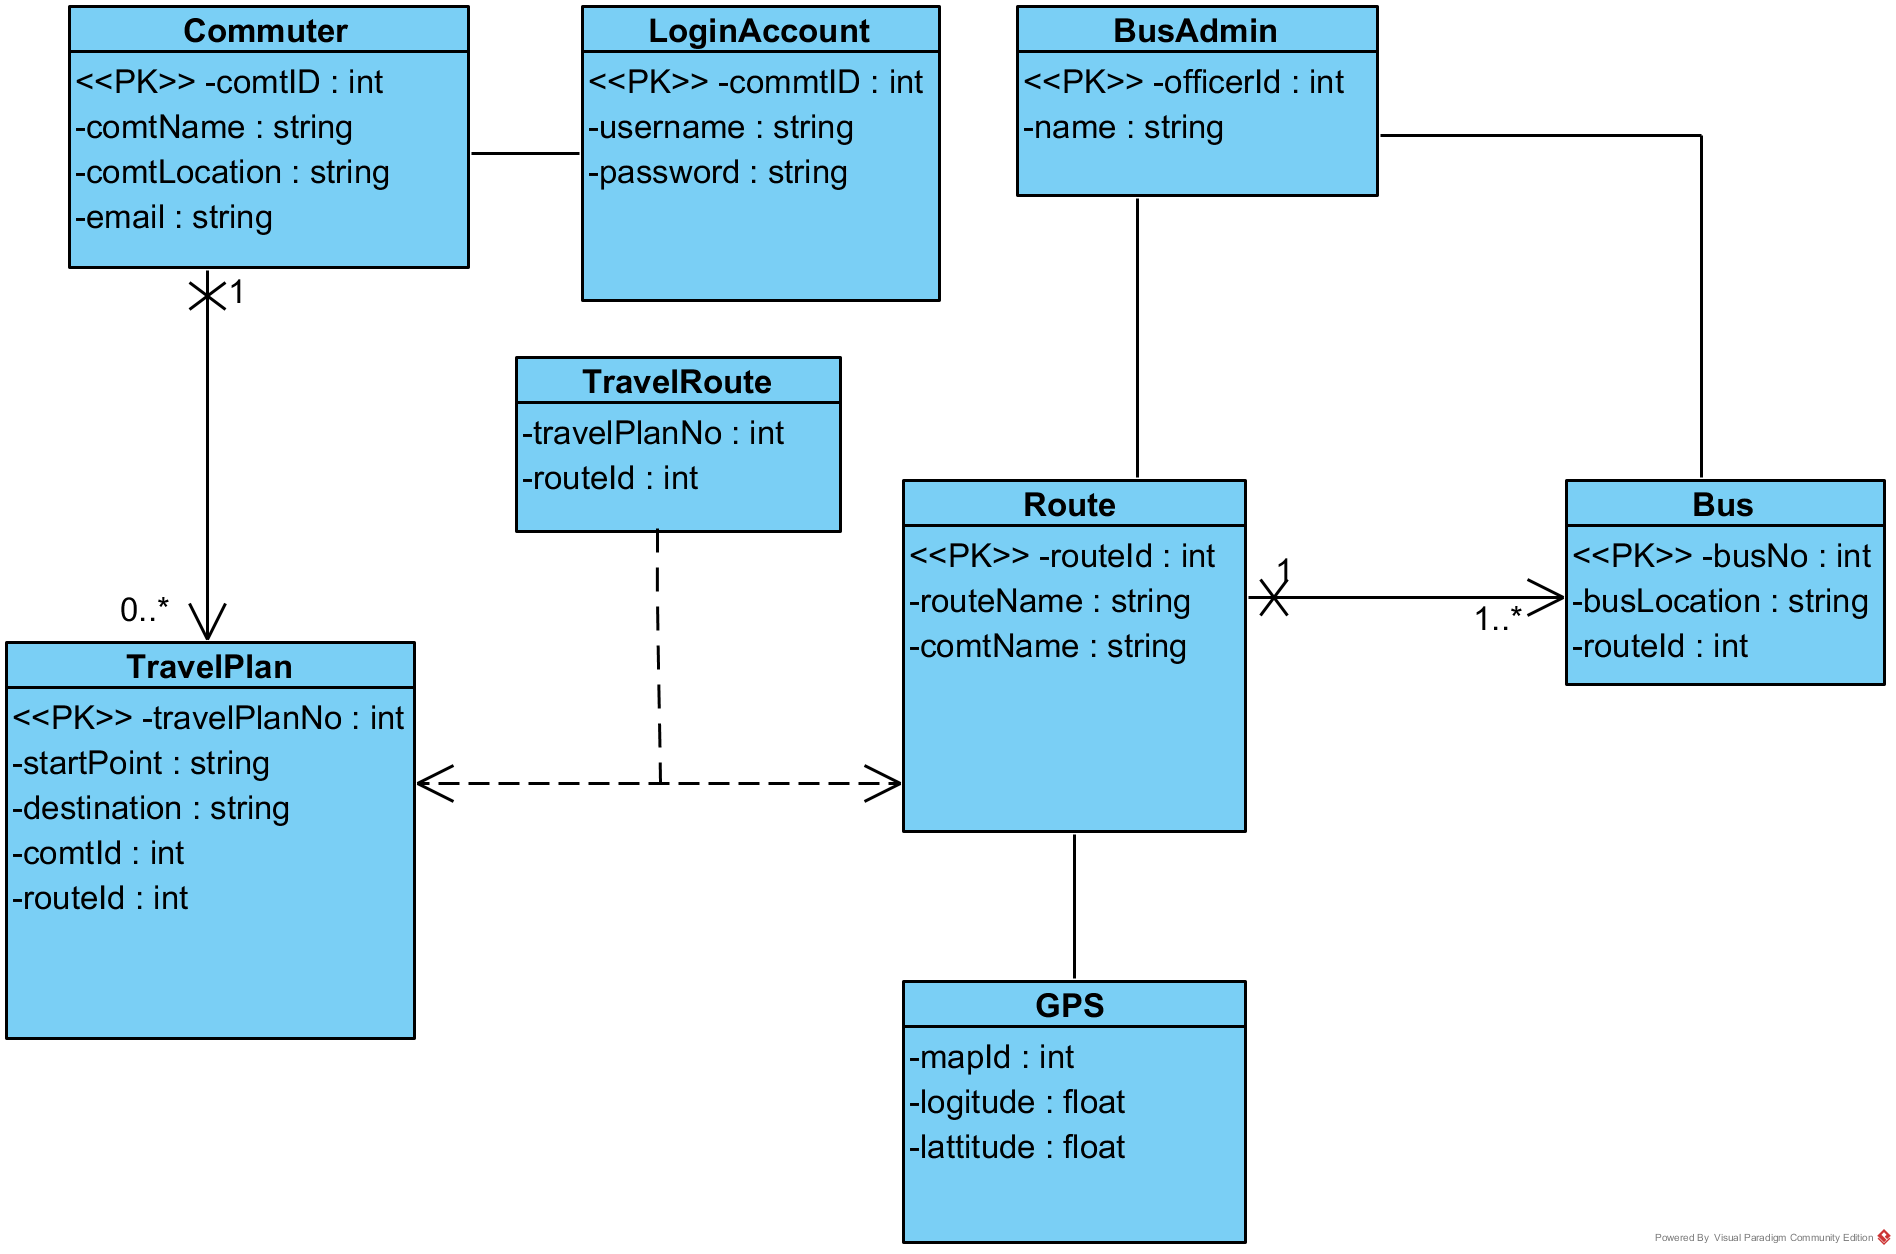 Commuter
<<PK>> -comtID : int
-comtName : string
-comtLocation : string
-email : string
LoginAccount
<<PK>> -commtID : int
-username : string
-password : string
BusAdmin
<<PK>> -officerId : int
-name : string
1
0..*
TravelRoute
-travelPlanNo : int
-routeId : int
Route
<<PK>> -routeId : int
-routeName : string
-comtName : string
1
1..*
Bus
<<PK>> -busNo : int
-busLocation : string
-routeId : int
TravelPlan
<<PK>> -travelPlanNo : int
-startPoint : string
-destination : string
-comtId : int
-routeId : int
GPS
-mapId : int
-logitude : float
-lattitude : float
Powered By Visual Paradigm Community Edition